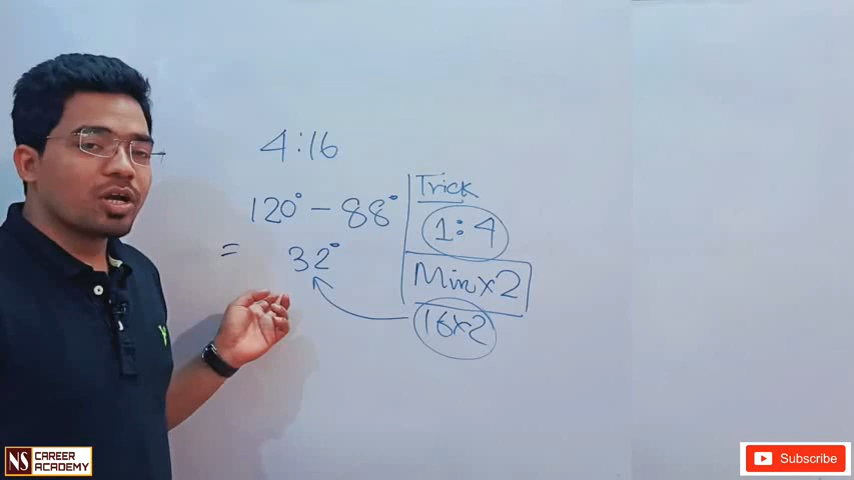 4:16
120° - 88°
= 32°
Trick
1:4
Min x 2
16x2
NS CAREER
ACADEMY
Subscribe